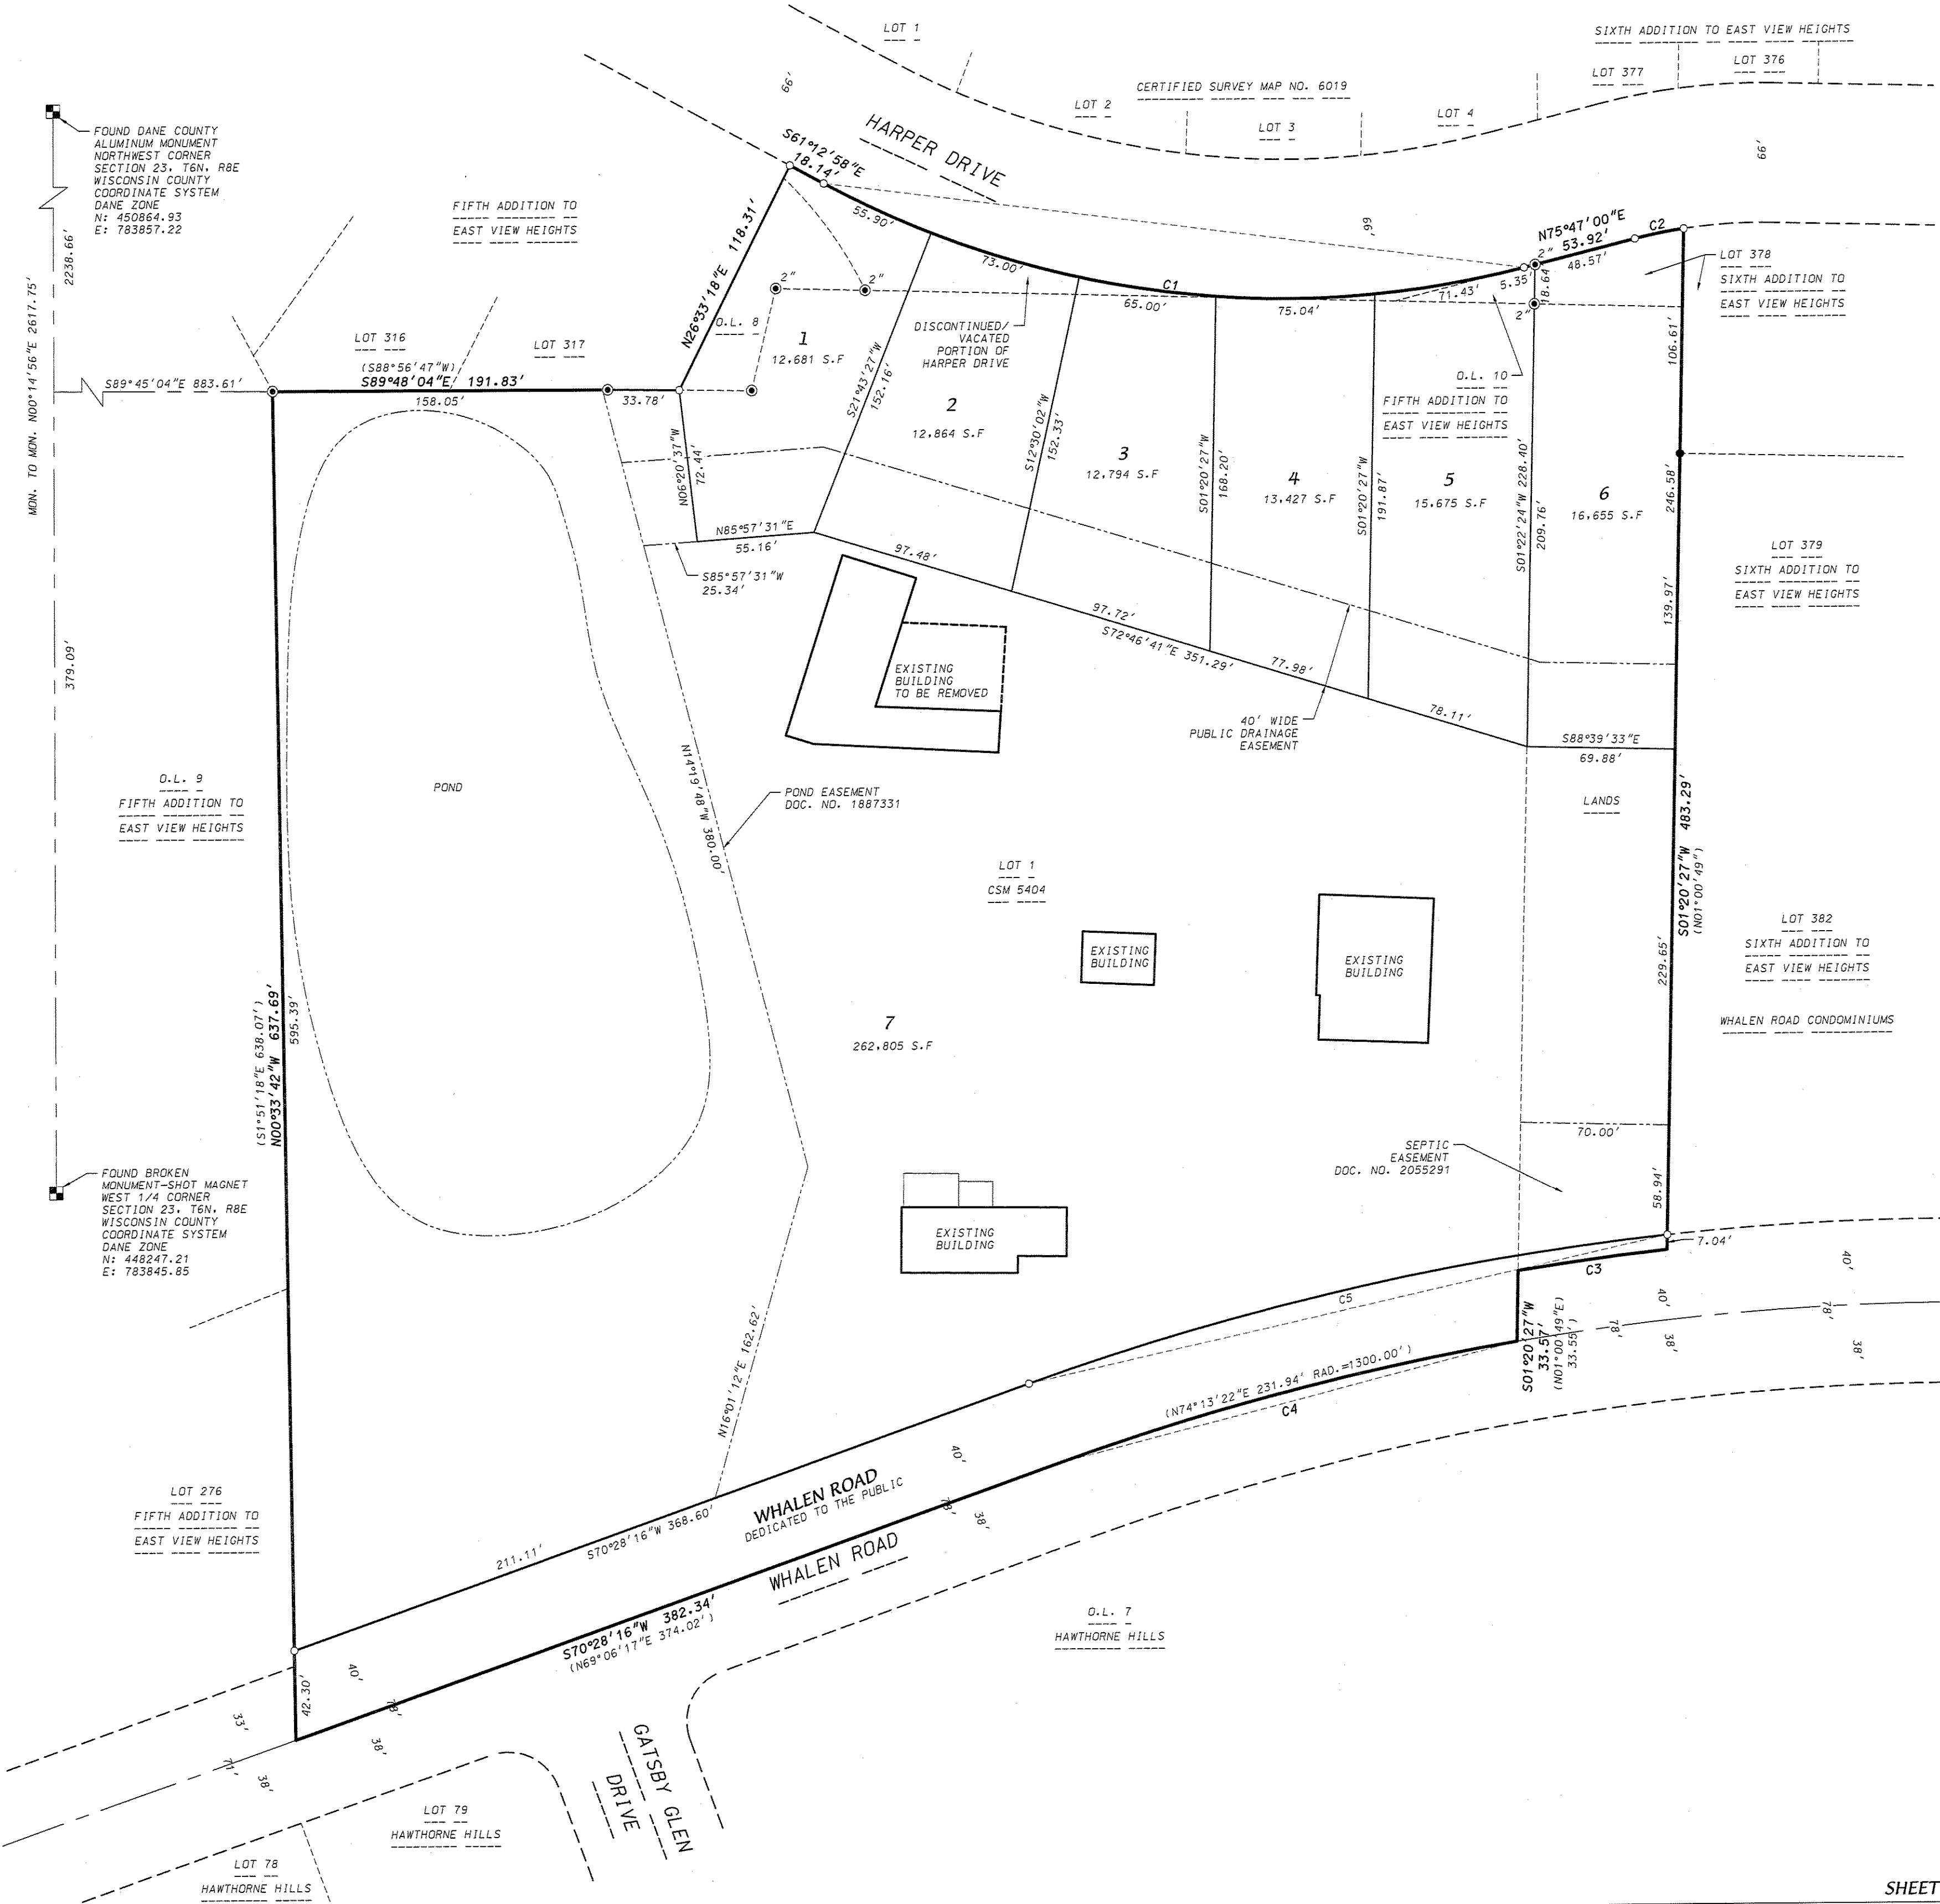 LOT 1
SIXTH ADDITION TO EAST VIEW HEIGHTS
LOT 376
LOT 377
CERTIFIED SURVEY MAP NO. 6019
LOT 2
LOT 3
LOT 4
66'
66'
66'
HARPER DRIVE
S61°12'58"E
18.14'
FOUND DANE COUNTY
ALUMINUM MONUMENT
NORTHWEST CORNER
SECTION 23, T6N, R8E
WISCONSIN COUNTY
COORDINATE SYSTEM
DANE ZONE
N: 450864.93
E: 783857.22
MON. TO MON. N00°14'56"E 2617.75'
2238.66'
379.09'
FIFTH ADDITION TO
EAST VIEW HEIGHTS
N26°33'18"E 118.31'
55.90'
73.00'
C1
65.00'
75.04'
71.43'
5.35'
2"
N75°47'00"E
53.92'
48.57'
C2
18.64'
2"
2"
2"
LOT 378
SIXTH ADDITION TO
EAST VIEW HEIGHTS
O.L. 8
1
12,681 S.F
DISCONTINUED/
VACATED
PORTION OF
HARPER DRIVE
LOT 316
LOT 317
(S88°56'47"W)
S89°48'04"E 191.83'
S89°45'04"E 883.61'
158.05'
33.78'
O.L. 10
FIFTH ADDITION TO
EAST VIEW HEIGHTS
106.61'
S21°43'27"W
152.16'
2
12,864 S.F
S12°30'02"W
152.33'
3
12,794 S.F
S01°20'27"W
168.20'
4
13,427 S.F
S01°20'27"W
191.87'
5
15,675 S.F
S01°22'24"W 228.40'
209.76'
6
16,655 S.F
246.58'
139.97'
N06°20'37"W
72.44'
N85°57'31"E
55.16'
S85°57'31"W
25.34'
97.48'
97.72'
S72°46'41"E 351.29'
77.98'
78.11'
LOT 379
SIXTH ADDITION TO
EAST VIEW HEIGHTS
EXISTING
BUILDING
TO BE REMOVED
40' WIDE
PUBLIC DRAINAGE
EASEMENT
S88°39'33"E
69.88'
O.L. 9
FIFTH ADDITION TO
EAST VIEW HEIGHTS
POND
N14°19'48"W 380.00'
POND EASEMENT
DOC. NO. 1887331
LANDS
S01°20'27"W 483.29'
(N01°00'49")
LOT 1
CSM 5404
EXISTING
BUILDING
EXISTING
BUILDING
229.65'
LOT 382
SIXTH ADDITION TO
EAST VIEW HEIGHTS
WHALEN ROAD CONDOMINIUMS
(S1°51'18"E 638.07')
N00°33'42"W 637.69'
595.39'
7
262,805 S.F
70.00'
SEPTIC
EASEMENT
DOC. NO. 2055291
58.94'
FOUND BROKEN
MONUMENT-SHOT MAGNET
WEST 1/4 CORNER
SECTION 23, T6N, R8E
WISCONSIN COUNTY
COORDINATE SYSTEM
DANE ZONE
N: 448247.21
E: 783845.85
EXISTING
BUILDING
7.04'
C3
C5
40'
40'
78'
78'
38'
38'
S01°20'27"W
33.57'
(N01°00'49"E)
33.55')
(N74°13'22"E 231.94' RAD.=1300.00')
C4
N16°01'12"E 162.62'
40'
LOT 276
FIFTH ADDITION TO
EAST VIEW HEIGHTS
WHALEN ROAD
DEDICATED TO THE PUBLIC
78'
38'
211.11'
S70°28'16"W 368.60'
WHALEN ROAD
S70°28'16"W 382.34'
(N69°06'17"E 374.02')
O.L. 7
HAWTHORNE HILLS
42.30'
40'
78'
38'
33'
71'
38'
GATSBY GLEN
DRIVE
LOT 79
HAWTHORNE HILLS
LOT 78
HAWTHORNE HILLS
SHEET